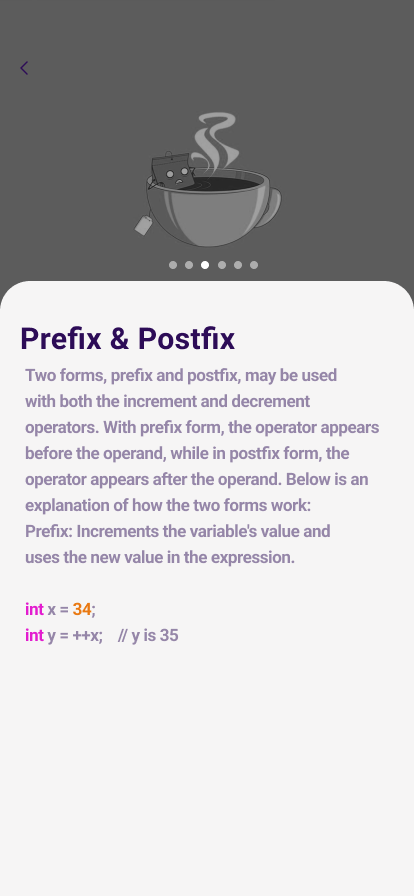 Prefix & Postfix
Two forms, prefix and postfix, may be used
with both the increment and decrement
operators. With prefix form, the operator appears
before the operand, while in postfix form, the
operator appears after the operand. Below is an
explanation of how the two forms work:
Prefix: Increments the variable's value and
uses the new value in the expression.
int x = 34;
int y = ++x;    // y is 35